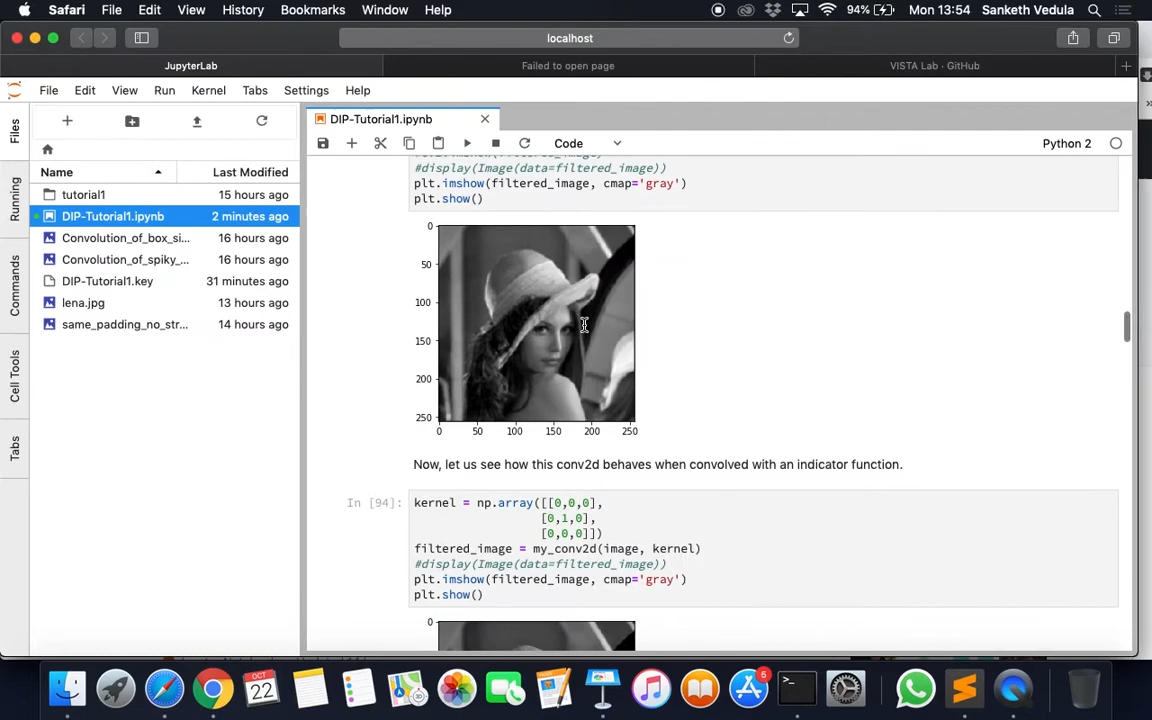 Safari File Edit View History Bookmarks Window Help 94% Mon 13:54 Sanketh Vedula
localhost
JupyterLab Failed to open page VISTA Lab · GitHub
File Edit View Run Kernel Tabs Settings Help
DIP-Tutorial1.ipynb
Code Python 2
Files
Running
Commands
Cell Tools
Tabs
Name Last Modified
tutorial1 15 hours ago
DIP-Tutorial1.ipynb 2 minutes ago
Convolution_of_box_si... 16 hours ago
Convolution_of_spiky_... 16 hours ago
DIP-Tutorial1.key 31 minutes ago
lena.jpg 13 hours ago
same_padding_no_str... 14 hours ago
#display(Image(data=filtered_image))
plt.imshow(filtered_image, cmap='gray')
plt.show()
0
50
100
150
200
250
0 50 100 150 200 250
Now, let us see how this conv2d behaves when convolved with an indicator function.
In [94]:
kernel = np.array([[0,0,0],
[0,1,0],
[0,0,0]])
filtered_image = my_conv2d(image, kernel)
#display(Image(data=filtered_image))
plt.imshow(filtered_image, cmap='gray')
plt.show()
0
OCT
22
6